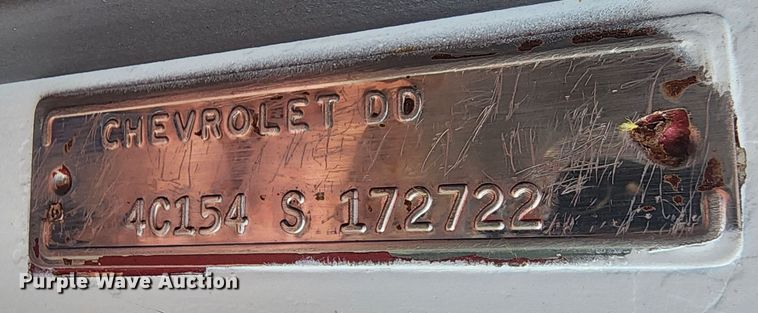 CHEVROLET DD
4C154 S 172722
Purple Wave Auction